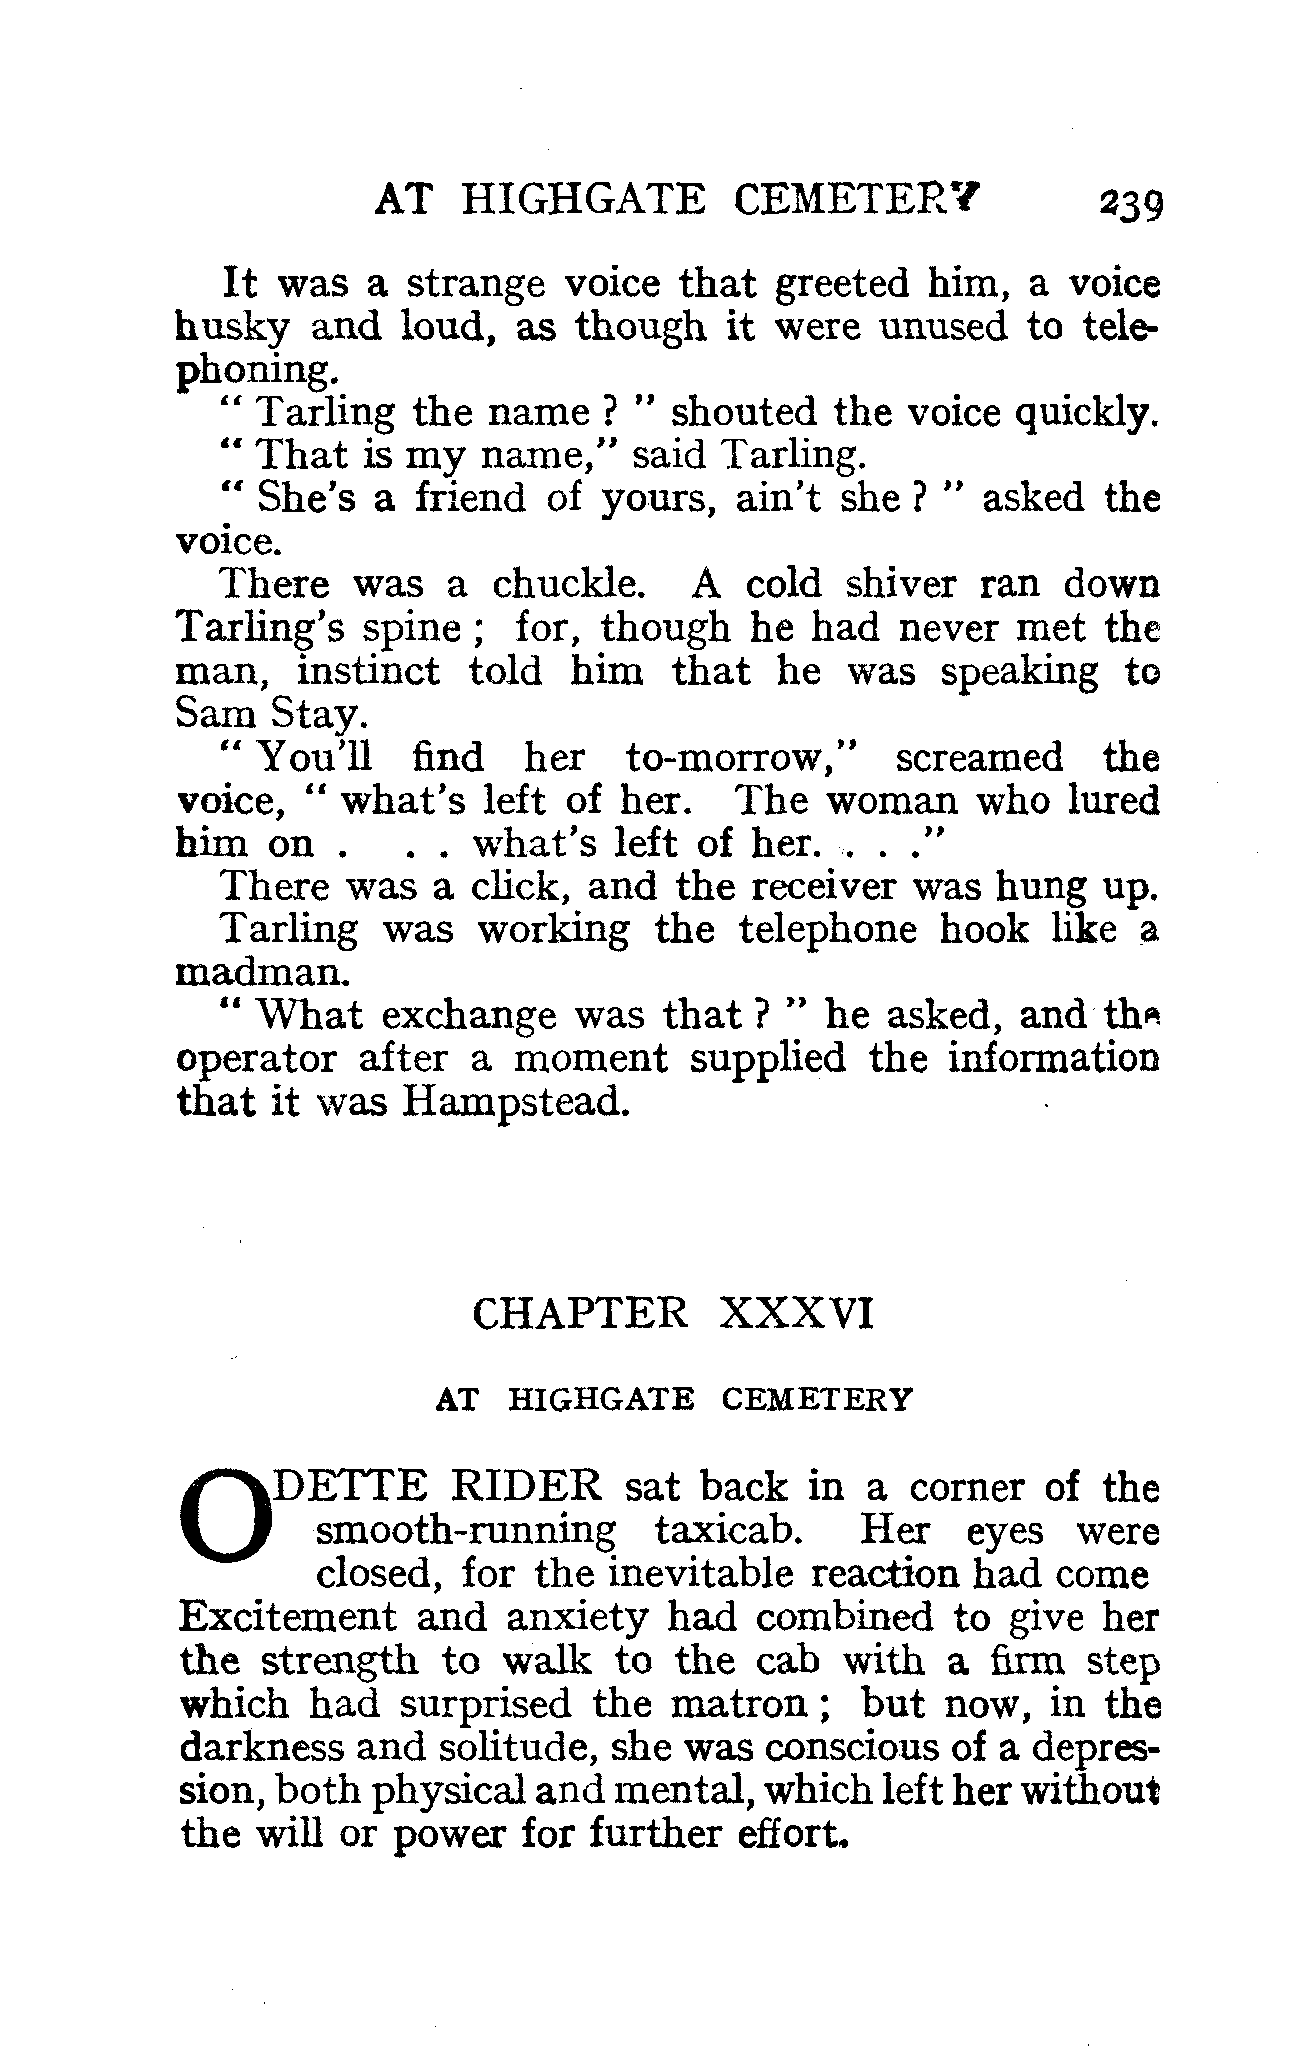 AT HIGHGATE CEMETERY 239
It was a strange voice that greeted him, a voice
husky and loud, as though it were unused to tele-
phoning.
“ Tarling the name ? ” shouted the voice quickly.
“ That is my name,” said Tarling.
“ She's a friend of yours, ain't she ? ” asked the
voice.
There was a chuckle. A cold shiver ran down
Tarling's spine ; for, though he had never met the
man, instinct told him that he was speaking to
Sam Stay.
“ You'll find her to-morrow,” screamed the
voice, “ what's left of her. The woman who lured
him on . . . what's left of her. . . .”
There was a click, and the receiver was hung up.
Tarling was working the telephone hook like a
madman.
“ What exchange was that ? ” he asked, and the
operator after a moment supplied the information
that it was Hampstead.
CHAPTER XXXVI
AT HIGHGATE CEMETERY
ODETTE RIDER sat back in a corner of the
smooth-running taxicab. Her eyes were
closed, for the inevitable reaction had come
Excitement and anxiety had combined to give her
the strength to walk to the cab with a firm step
which had surprised the matron ; but now, in the
darkness and solitude, she was conscious of a depres-
sion, both physical and mental, which left her without
the will or power for further effort.